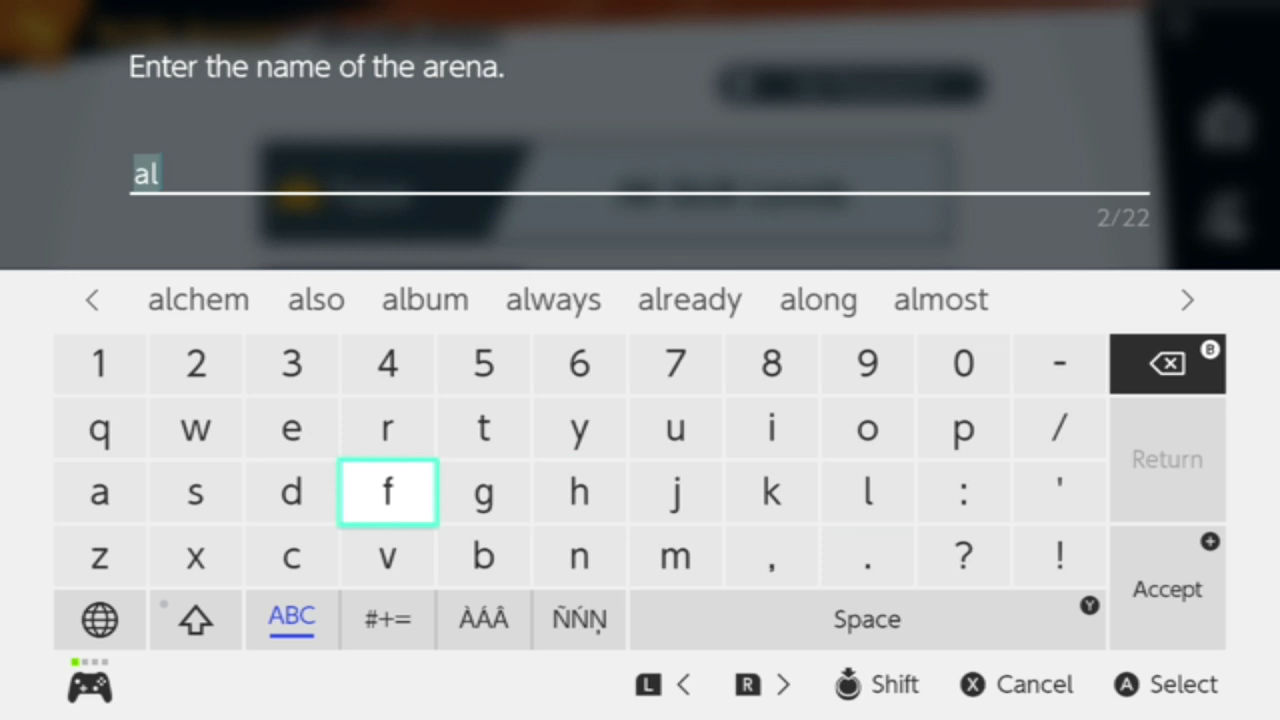 Enter the name of the arena.
al
2/22
alchem also album always already along almost
1 2 3 4 5 6 7 8 9 0 - B
q w e r t y u i o p /
Return
a s d f g h j k l : '
z x c v b n m , . ? !
Accept
ABC #+= ÀÁÂ ÑŃŅ Space Y
L R Shift X Cancel A Select